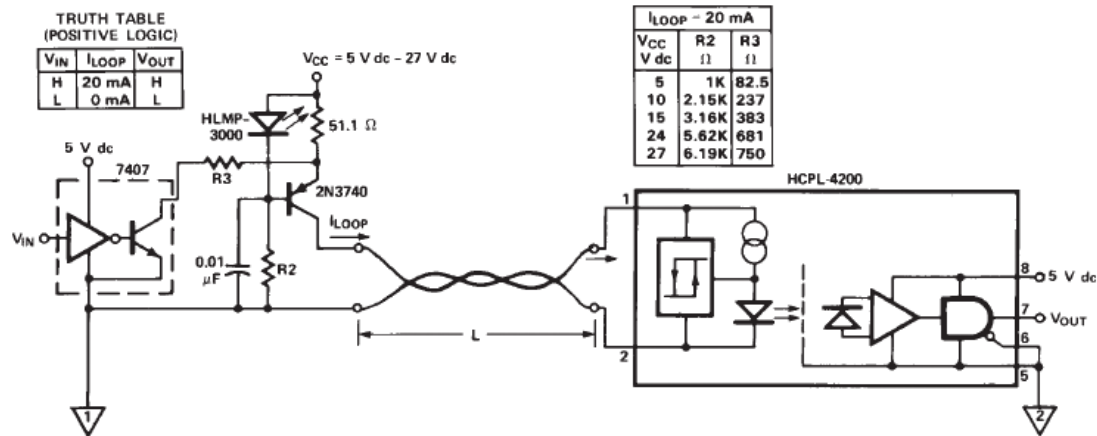 TRUTH TABLE
(POSITIVE LOGIC)
VIN ILOOP VOUT
H 20 mA H
L 0 mA L
ILOOP – 20 mA
VCC R2 R3
V dc Ω Ω
5 1K 82.5
10 2.15K 237
15 3.16K 383
24 5.62K 681
27 6.19K 750
VCC = 5 V dc – 27 V dc
HLMP-
3000
51.1 Ω
5 V dc
7407
R3
2N3740
HCPL-4200
1
ILOOP
VIN
0.01
μF
R2
8
5 V dc
7
VOUT
6
L
2
5
1
2